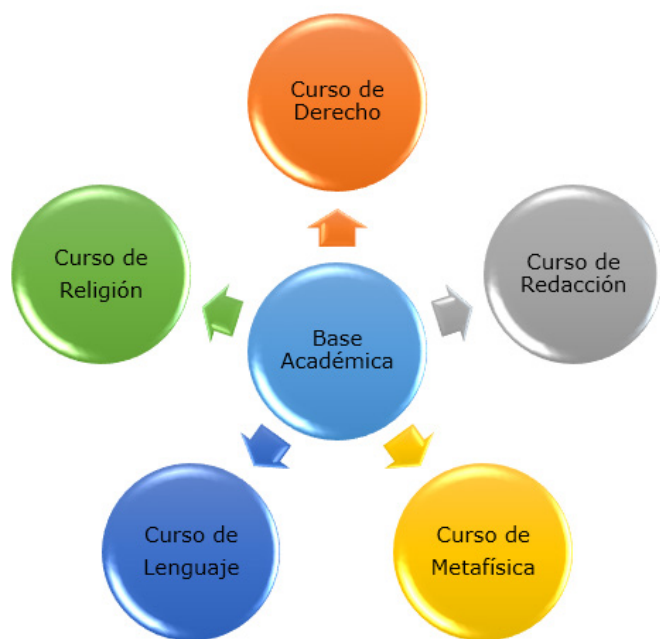 Curso de
Derecho
Curso de
Religión
Curso de
Redacción
Base
Académica
Curso de
Lenguaje
Curso de
Metafísica